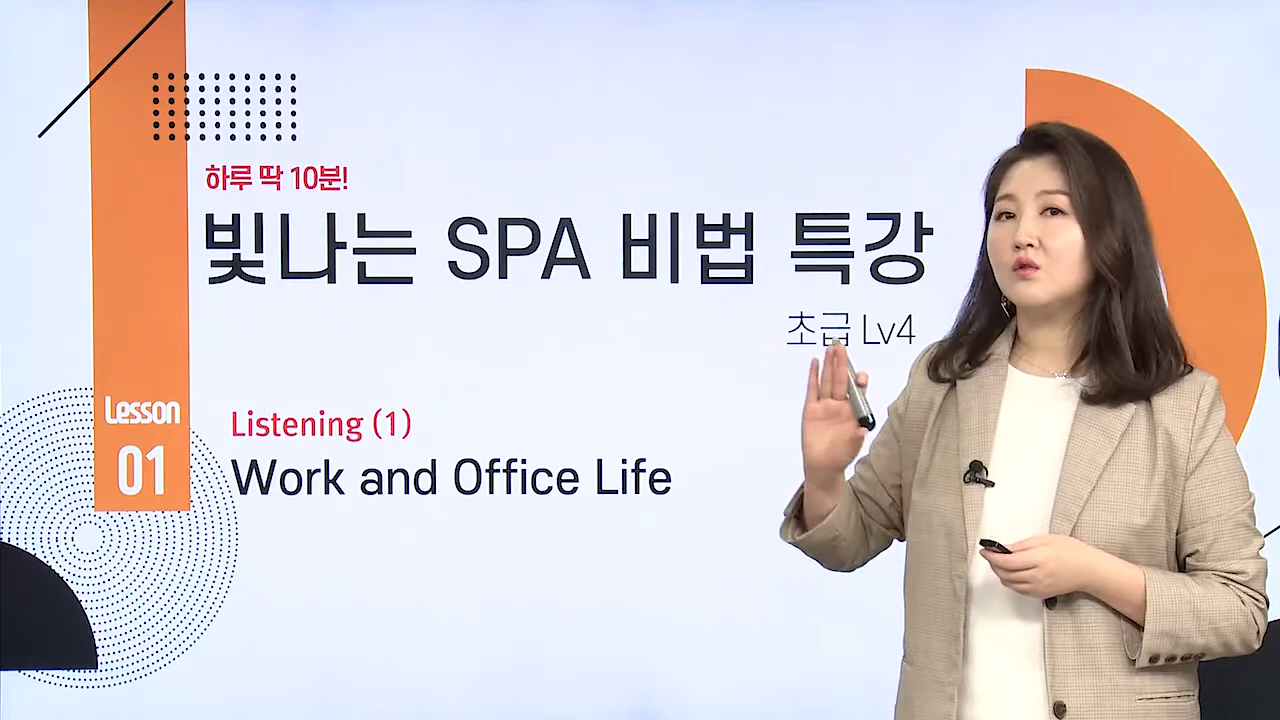 하루 딱 10분!
빛나는 SPA 비법 특강
초급 Lv4
Lesson
01
Listening (1)
Work and Office Life